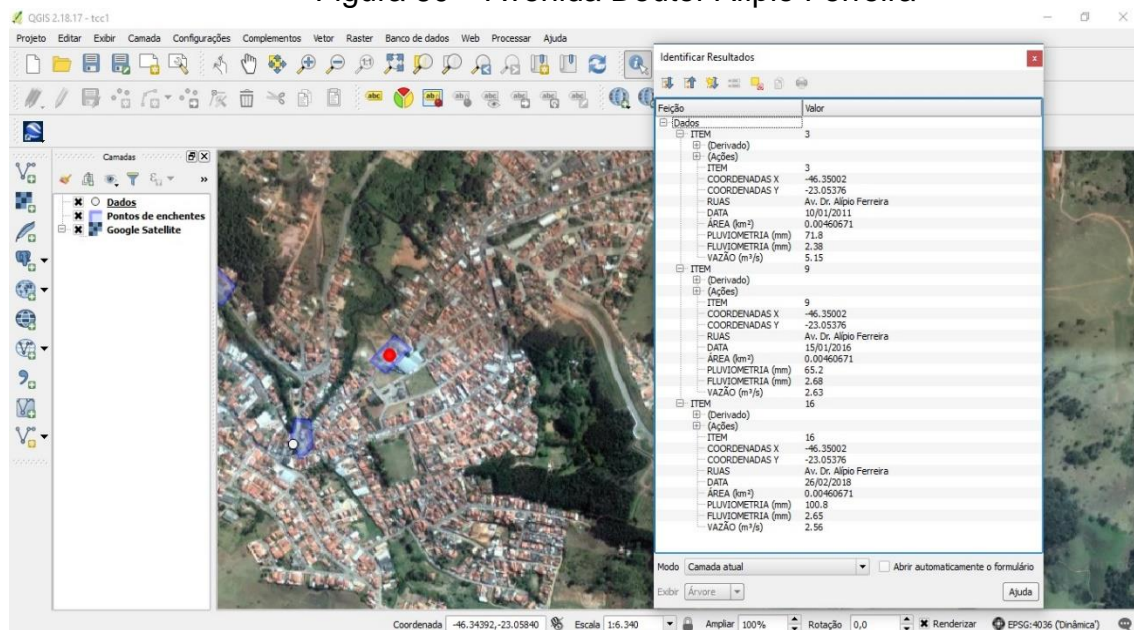 QGIS 2.18.17 - tcc1
Projeto Editar Exibir Camada Configurações Complementos Vetor Raster Banco de dados Web Processar Ajuda
Camadas
Dados
Pontos de enchentes
Google Satellite
Identificar Resultados
Feição Valor
Dados
ITEM 3
(Derivado)
(Ações)
ITEM 3
COORDENADAS X -46.35002
COORDENADAS Y -23.05376
RUAS Av. Dr. Alípio Ferreira
DATA 10/01/2011
ÁREA (km²) 0.00460671
PLUVIOMETRIA (mm) 71.8
FLUVIOMETRIA (mm) 2.38
VAZÃO (m³/s) 5.15
ITEM 9
(Derivado)
(Ações)
ITEM 9
COORDENADAS X -46.35002
COORDENADAS Y -23.05376
RUAS Av. Dr. Alípio Ferreira
DATA 15/01/2016
ÁREA (km²) 0.00460671
PLUVIOMETRIA (mm) 65.2
FLUVIOMETRIA (mm) 2.68
VAZÃO (m³/s) 2.63
ITEM 16
(Derivado)
(Ações)
ITEM 16
COORDENADAS X -46.35002
COORDENADAS Y -23.05376
RUAS Av. Dr. Alípio Ferreira
DATA 26/02/2018
ÁREA (km²) 0.00460671
PLUVIOMETRIA (mm) 100.8
FLUVIOMETRIA (mm) 2.65
VAZÃO (m³/s) 2.56
Modo Camada atual Abrir automaticamente o formulário
Exibir Árvore Ajuda
Coordenada -46.34392,-23.05840 Escala 1:6.340 Ampliar 100% Rotação 0,0 Renderizar EPSG:4036 (Dinâmica')